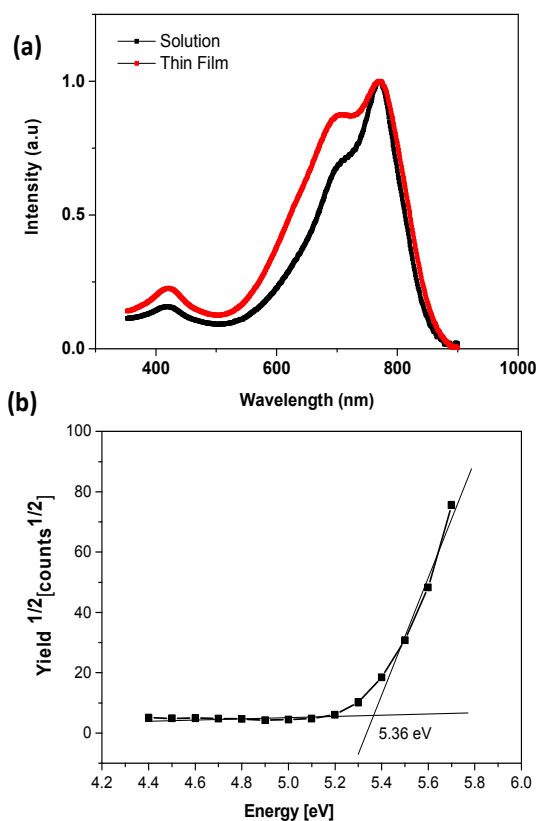 (a)
Solution
Thin Film
Intensity (a.u)
1.0
0.5
0.0
400 600 800 1000
Wavelength (nm)
(b)
Yield 1/2[counts1/2]
100
80
60
40
20
0
5.36 eV
4.2 4.4 4.6 4.8 5.0 5.2 5.4 5.6 5.8 6.0
Energy [eV]